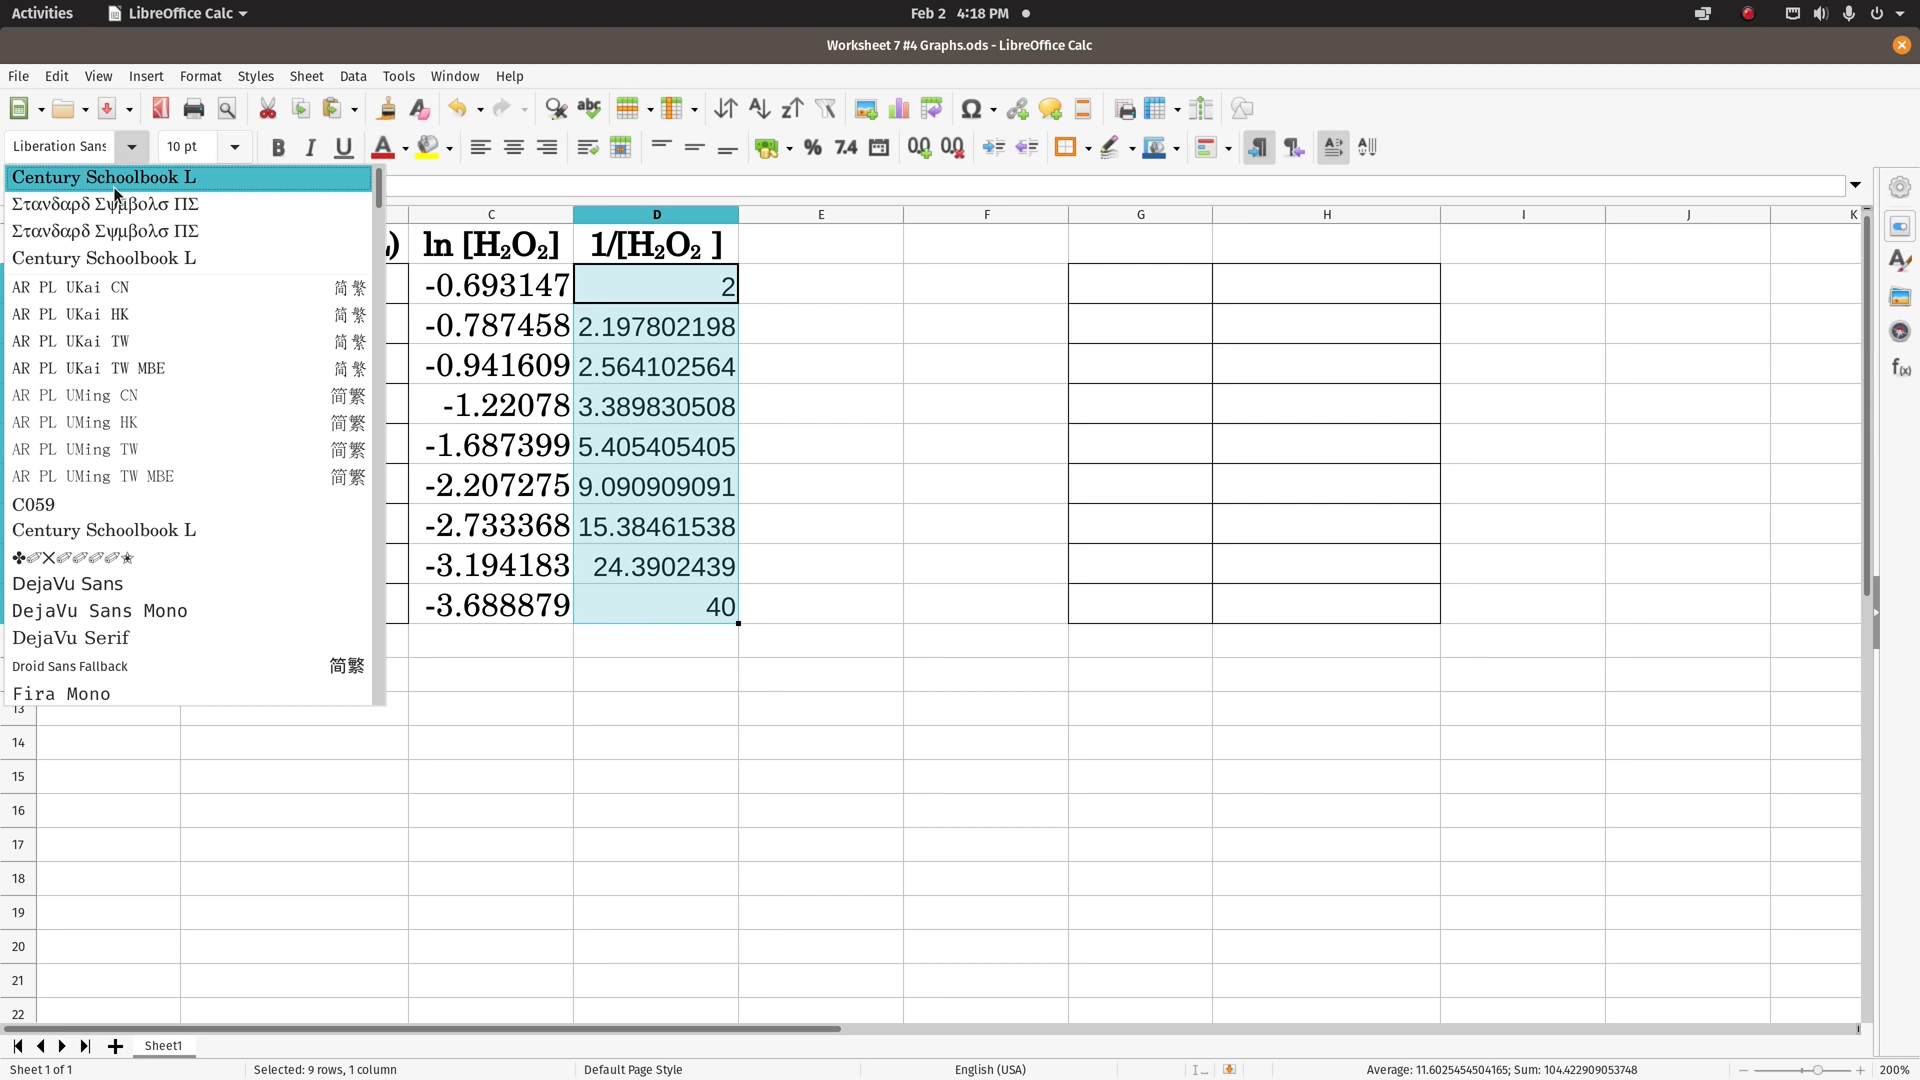 Activities LibreOffice Calc Feb 2 4:18 PM
Worksheet 7 #4 Graphs.ods - LibreOffice Calc
File Edit View Insert Format Styles Sheet Data Tools Window Help
Liberation Sans 10 pt
Century Schoolbook L
Στανδαρδ Σψμβολσ ΠΣ
Στανδαρδ Σψμβολσ ΠΣ
Century Schoolbook L
AR PL UKai CN 简繁
AR PL UKai HK 简繁
AR PL UKai TW 简繁
AR PL UKai TW MBE 简繁
AR PL UMing CN 简繁
AR PL UMing HK 简繁
AR PL UMing TW 简繁
AR PL UMing TW MBE 简繁
C059
Century Schoolbook L
DejaVu Sans
DejaVu Sans Mono
DejaVu Serif
Droid Sans Fallback 简繁
Fira Mono
C D E F G H I J K
ln [H₂O₂] 1/[H₂O₂ ]
-0.693147 2
-0.787458 2.197802198
-0.941609 2.564102564
-1.22078 3.389830508
-1.687399 5.405405405
-2.207275 9.090909091
-2.733368 15.38461538
-3.194183 24.3902439
-3.688879 40
13
14
15
16
17
18
19
20
21
22
Sheet1
Sheet 1 of 1 Selected: 9 rows, 1 column Default Page Style English (USA) Average: 11.6025454504165; Sum: 104.422909053748 200%